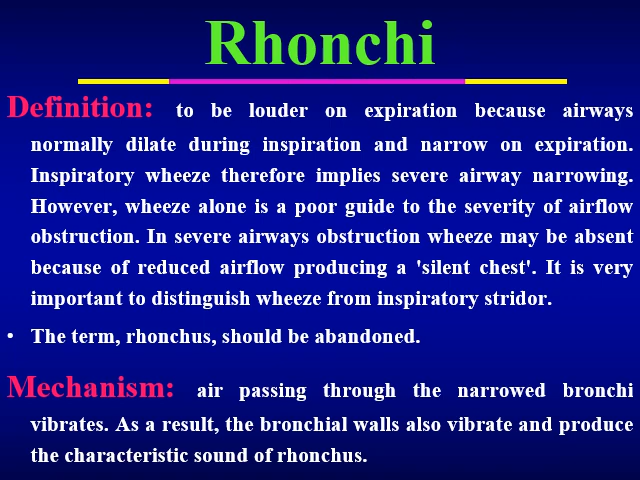 Rhonchi
Definition: to be louder on expiration because airways
normally dilate during inspiration and narrow on expiration.
Inspiratory wheeze therefore implies severe airway narrowing.
However, wheeze alone is a poor guide to the severity of airflow
obstruction. In severe airways obstruction wheeze may be absent
because of reduced airflow producing a 'silent chest'. It is very
important to distinguish wheeze from inspiratory stridor.
• The term, rhonchus, should be abandoned.
Mechanism: air passing through the narrowed bronchi
vibrates. As a result, the bronchial walls also vibrate and produce
the characteristic sound of rhonchus.